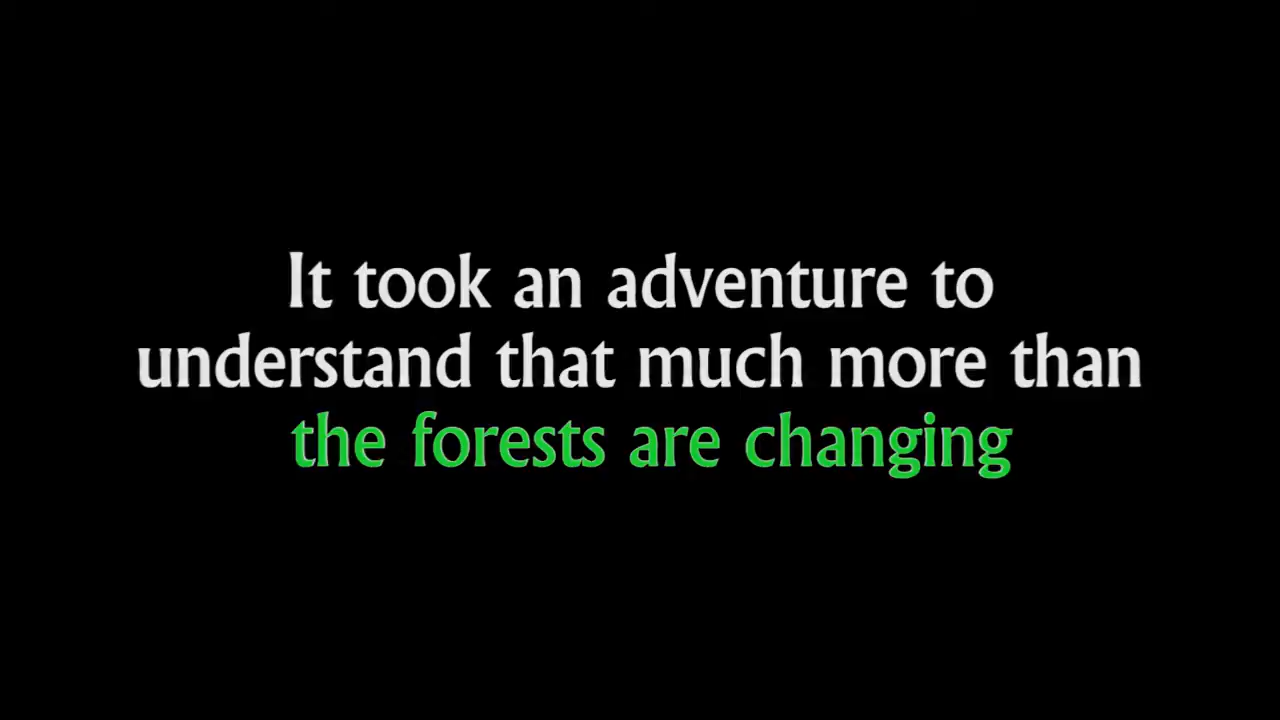 It took an adventure to
understand that much more than
the forests are changing